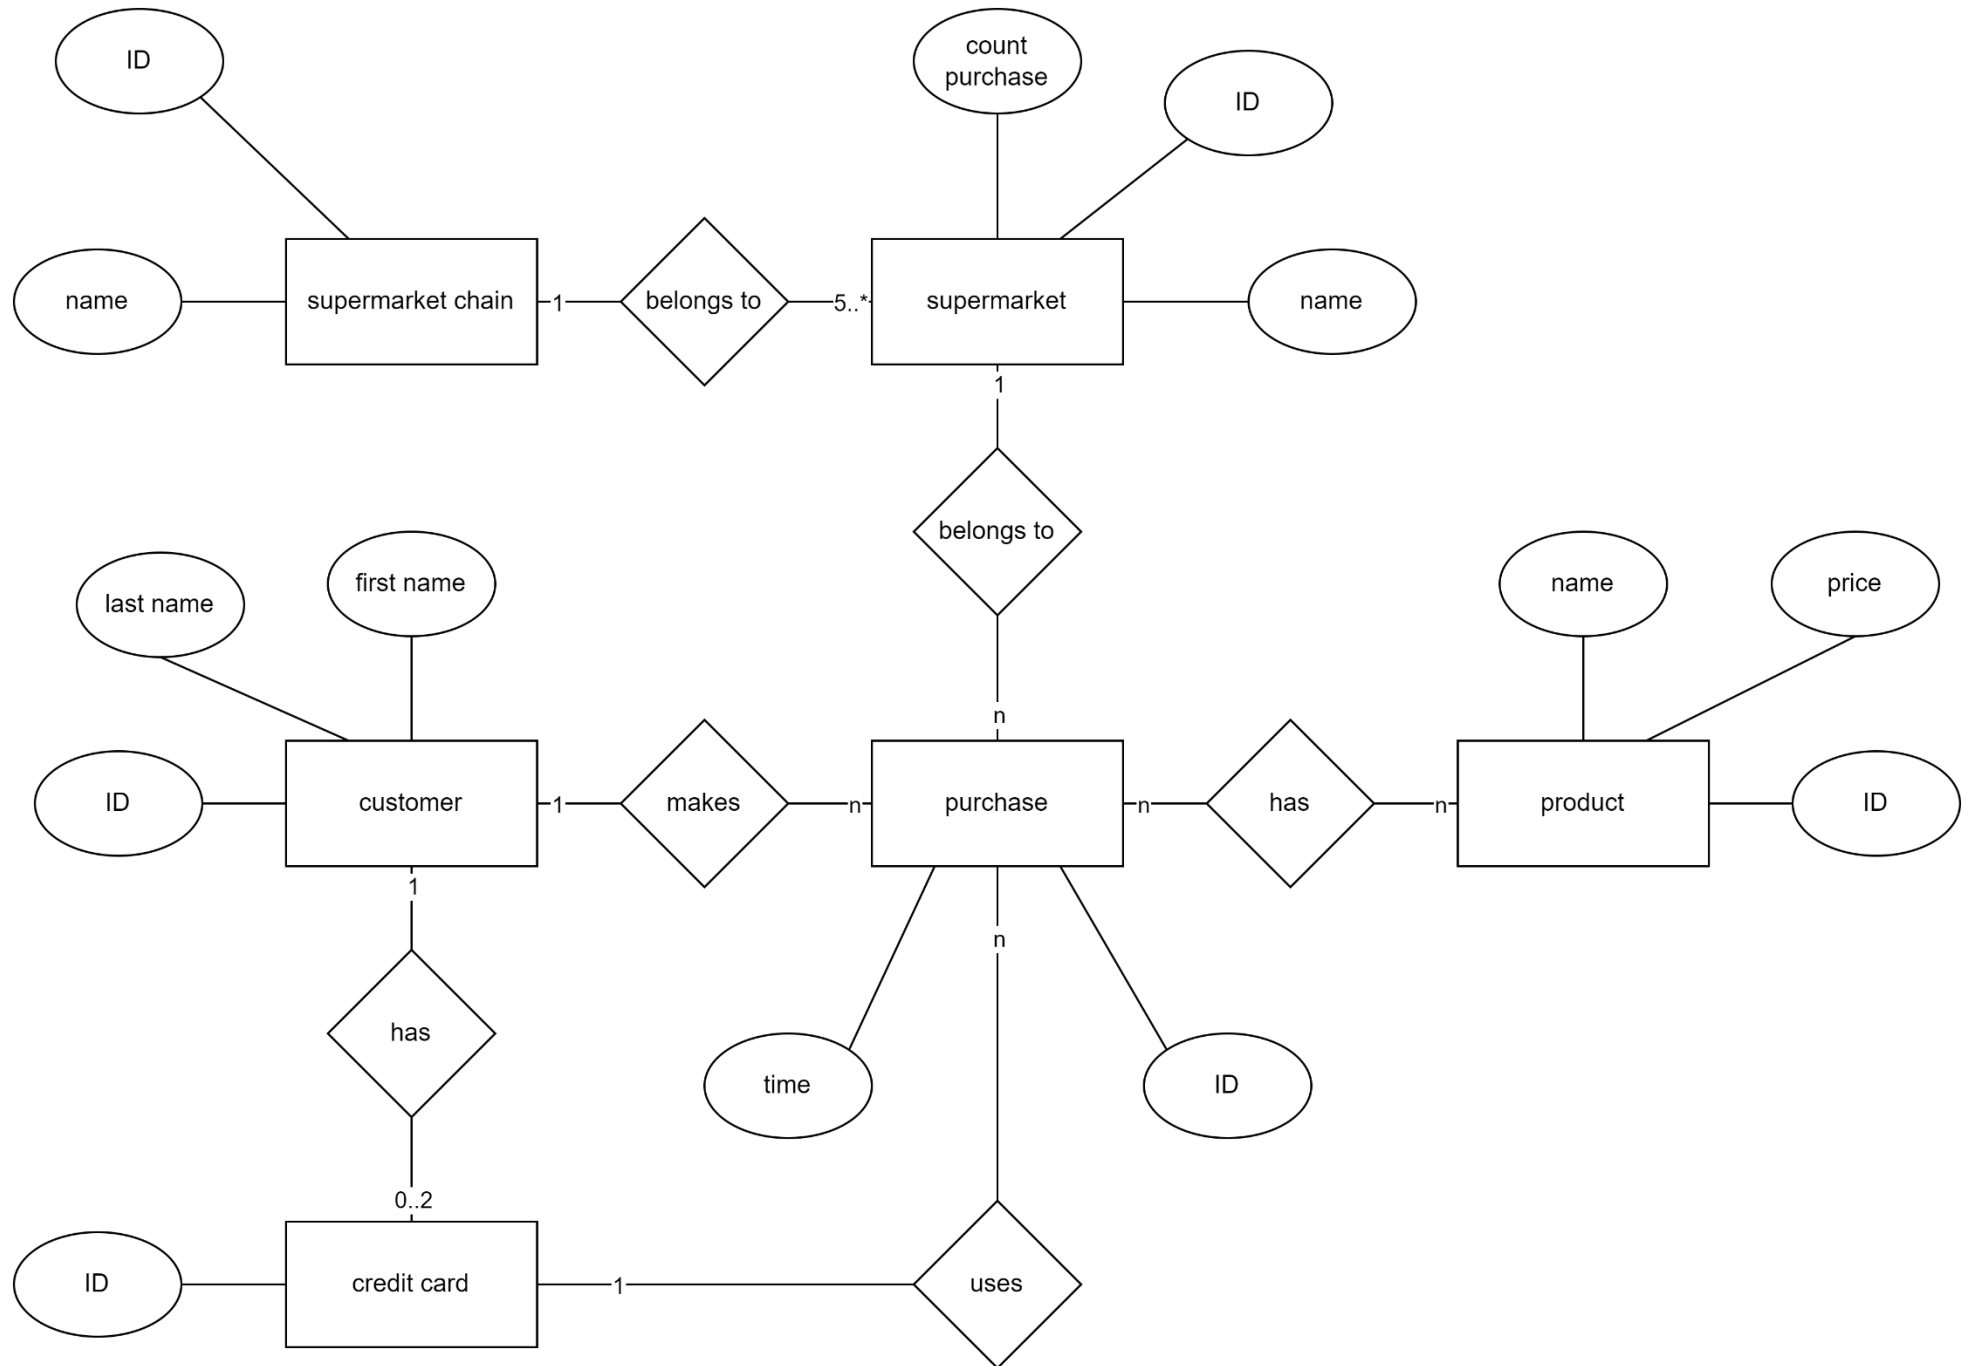 ID
count
purchase
ID
name
supermarket chain
1
belongs to
5..*
supermarket
name
1
belongs to
last name
first name
name
price
n
ID
customer
1
makes
n
purchase
n
has
n
product
ID
1
n
has
time
ID
0..2
ID
credit card
1
uses